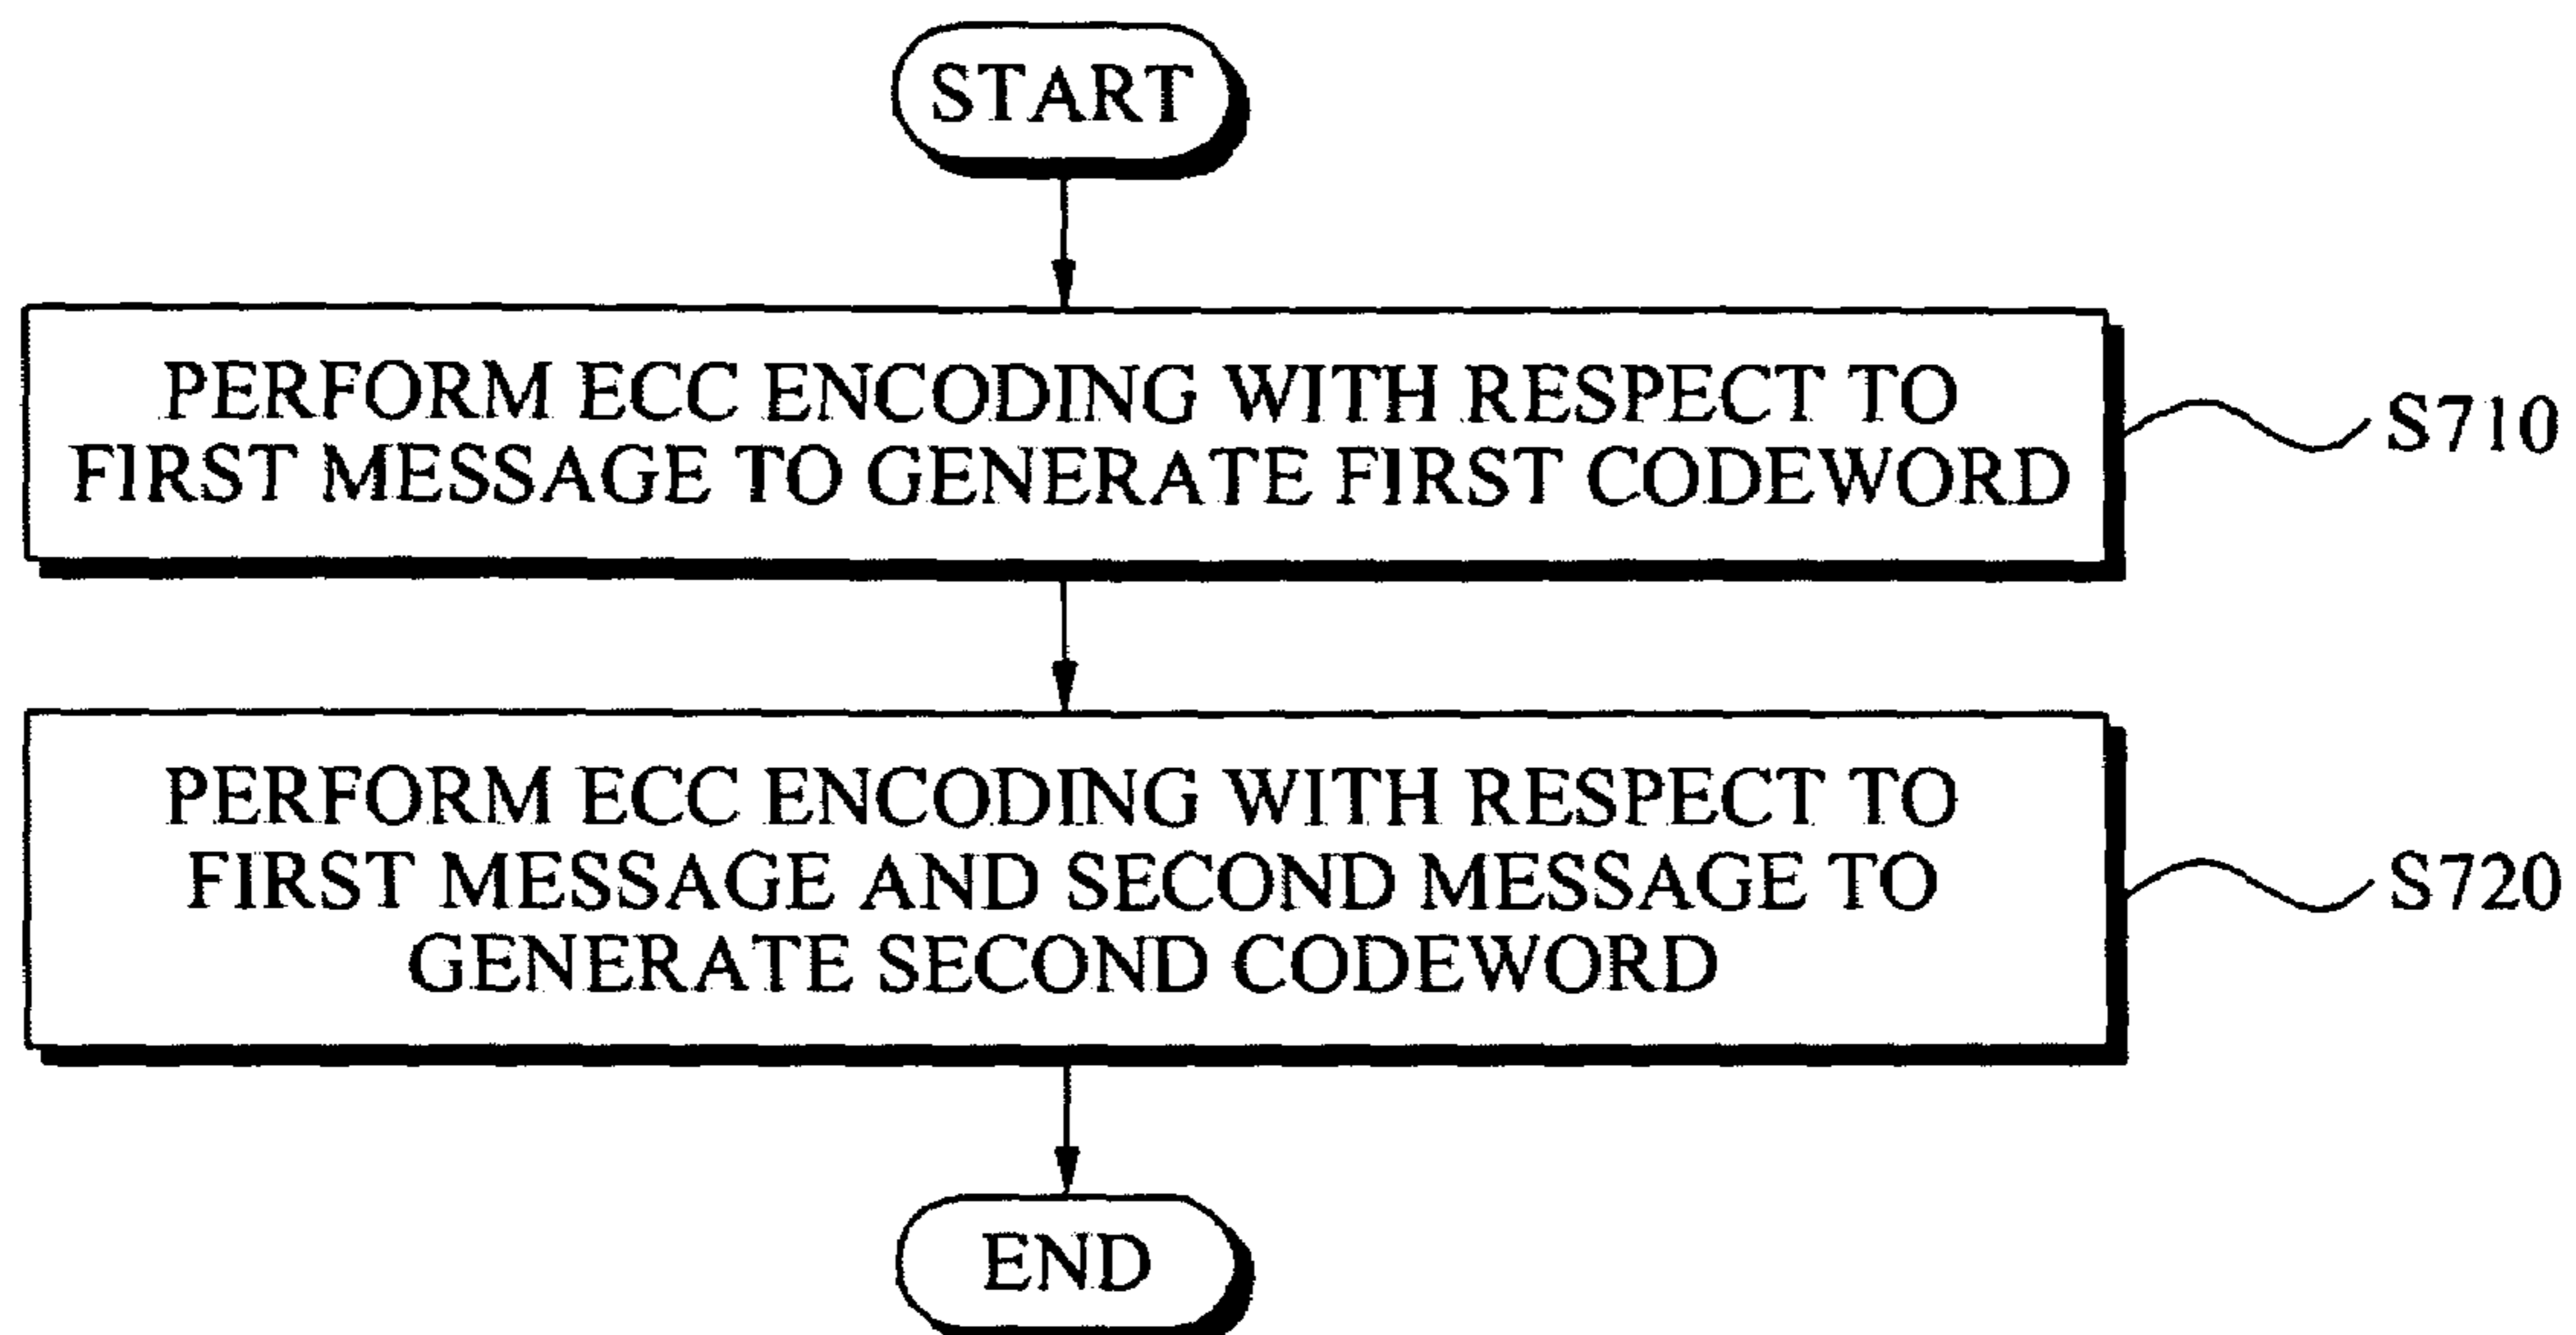 START
PERFORM ECC ENCODING WITH RESPECT TO
FIRST MESSAGE TO GENERATE FIRST CODEWORD
S710
PERFORM ECC ENCODING WITH RESPECT TO
FIRST MESSAGE AND SECOND MESSAGE TO
GENERATE SECOND CODEWORD
S720
END